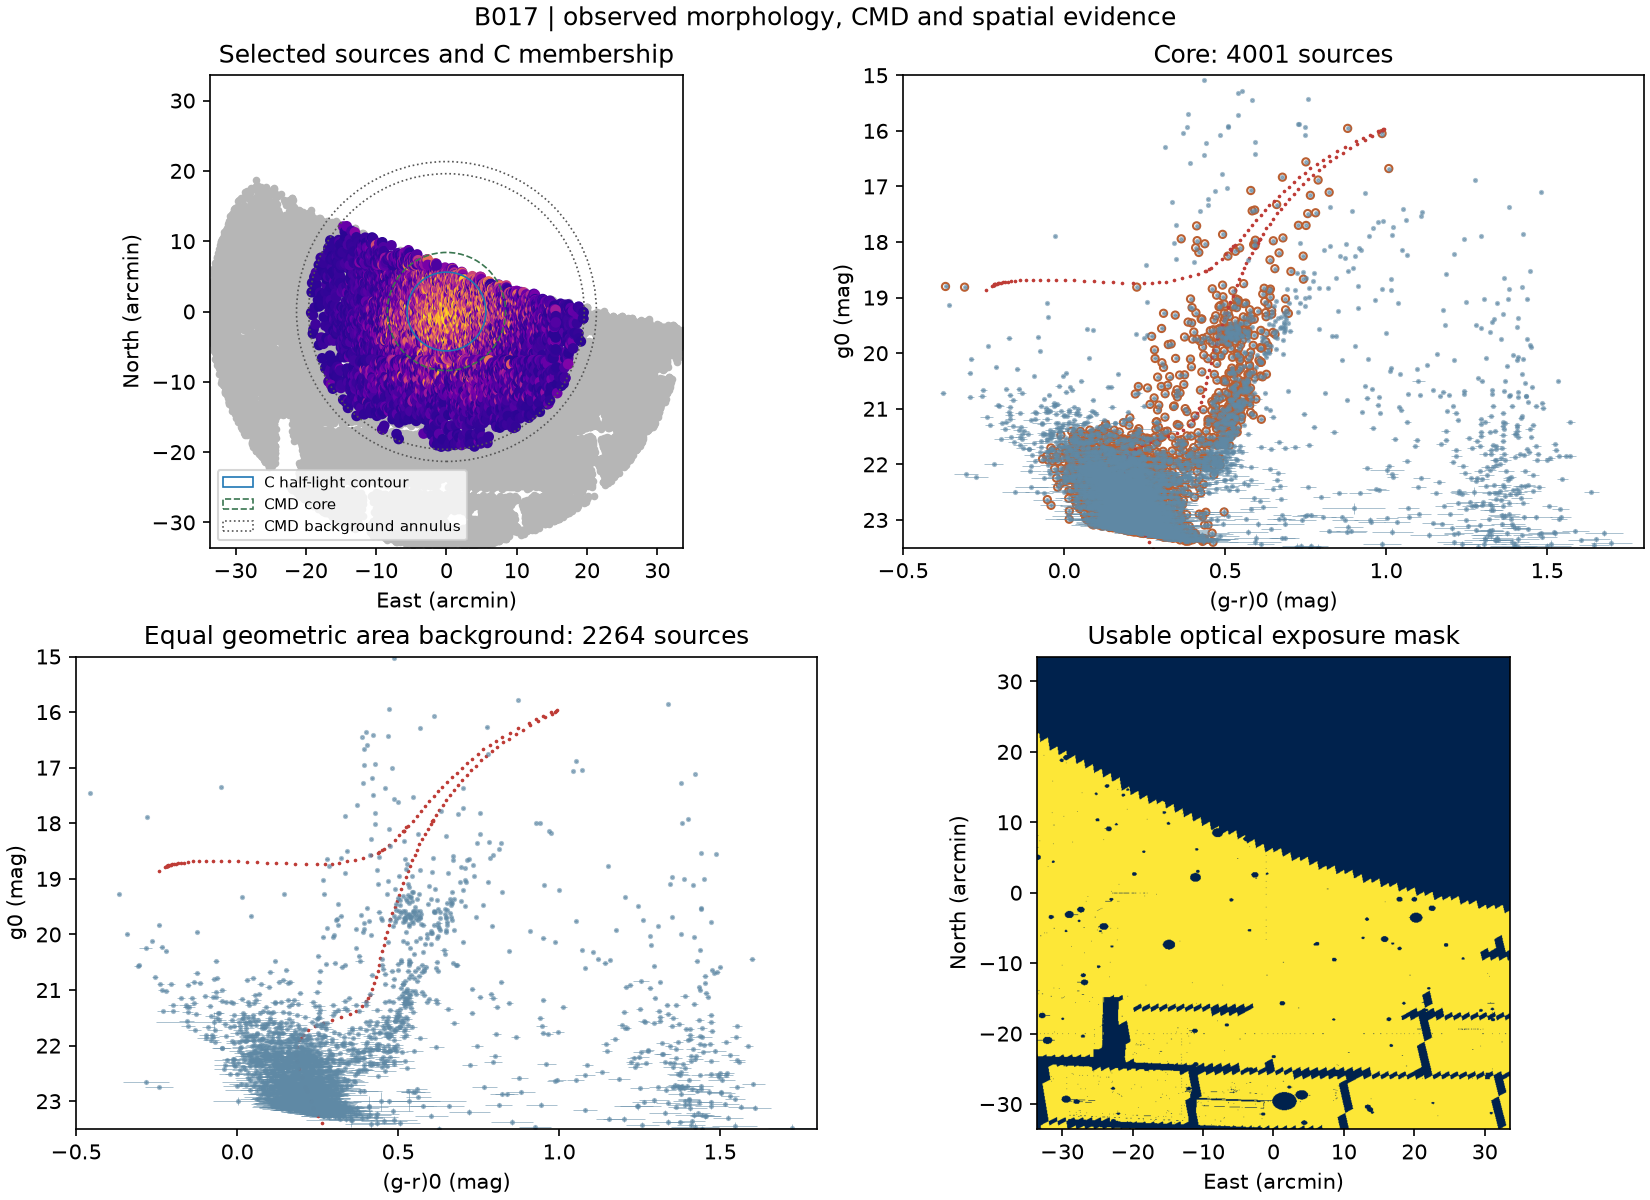 B017 | observed morphology, CMD and spatial evidence
Selected sources and C membership
30
20
10
0
−10
−20
−30
North (arcmin)
C half-light contour
CMD core
CMD background annulus
−30 −20 −10 0 10 20 30
East (arcmin)
Core: 4001 sources
15
16
17
18
19
20
21
22
23
g0 (mag)
−0.5 0.0 0.5 1.0 1.5
(g-r)0 (mag)
Equal geometric area background: 2264 sources
15
16
17
18
19
20
21
22
23
g0 (mag)
−0.5 0.0 0.5 1.0 1.5
(g-r)0 (mag)
Usable optical exposure mask
30
20
10
0
−10
−20
−30
North (arcmin)
−30 −20 −10 0 10 20 30
East (arcmin)